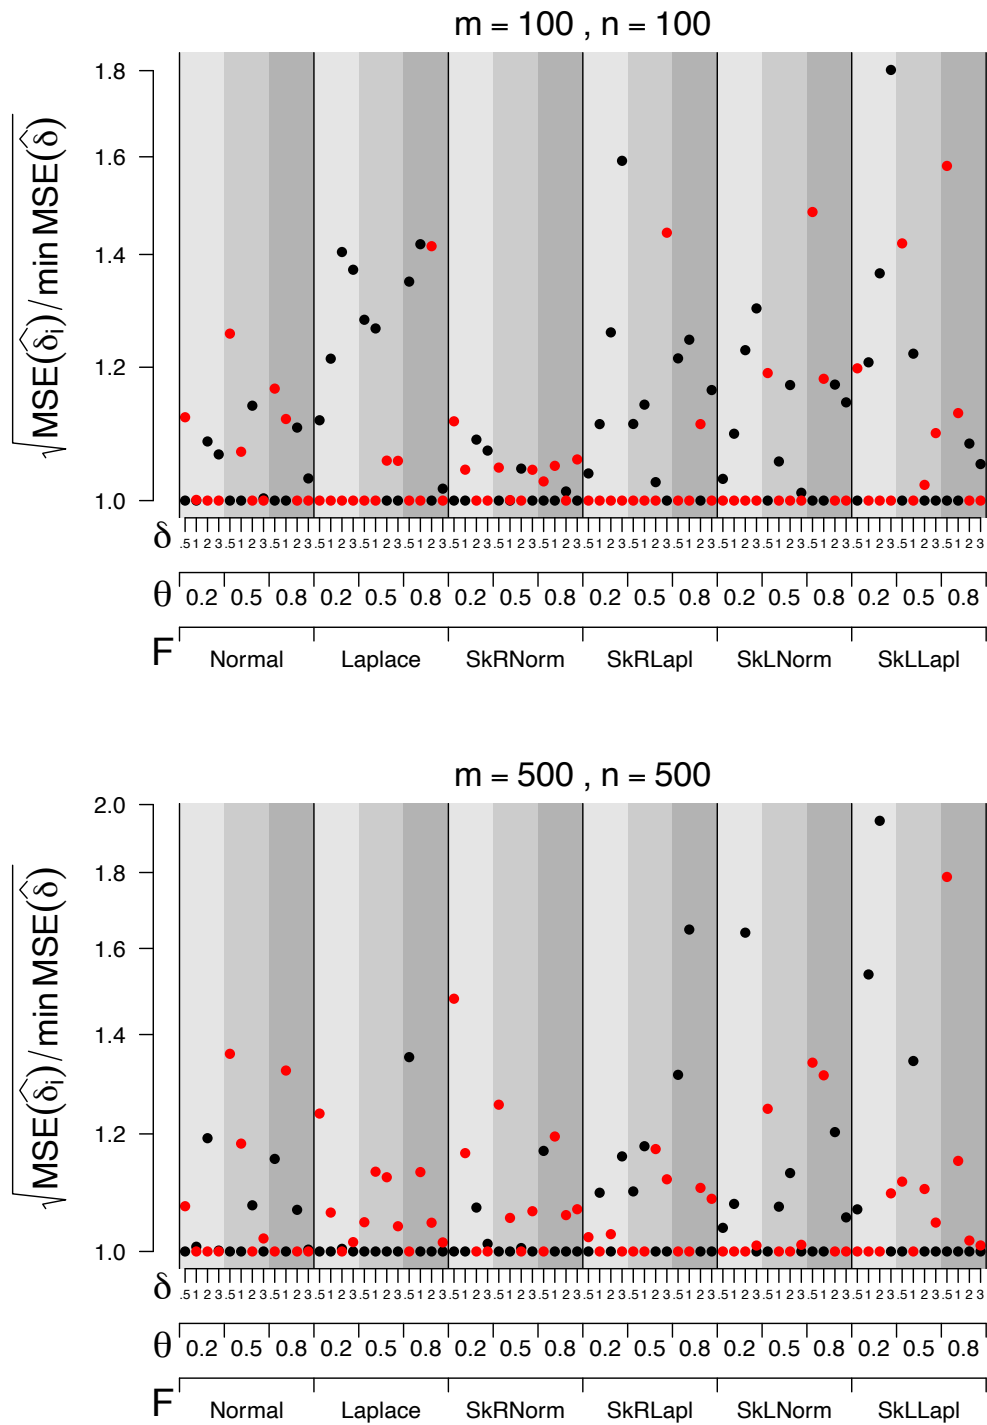 m = 100 , n = 100
√MSE(δ̂ᵢ) / min MSE(δ̂)
1.8
1.6
1.4
1.2
1.0
δ .5 1 2 3 .5 1 2 3 .5 1 2 3 .5 1 2 3 .5 1 2 3 .5 1 2 3 .5 1 2 3 .5 1 2 3 .5 1 2 3 .5 1 2 3 .5 1 2 3 .5 1 2 3 .5 1 2 3 .5 1 2 3 .5 1 2 3 .5 1 2 3 .5 1 2 3 .5 1 2 3
θ 0.2 0.5 0.8 0.2 0.5 0.8 0.2 0.5 0.8 0.2 0.5 0.8 0.2 0.5 0.8 0.2 0.5 0.8
F Normal Laplace SkRNorm SkRLapl SkLNorm SkLLapl
m = 500 , n = 500
√MSE(δ̂ᵢ) / min MSE(δ̂)
2.0
1.8
1.6
1.4
1.2
1.0
δ .5 1 2 3 .5 1 2 3 .5 1 2 3 .5 1 2 3 .5 1 2 3 .5 1 2 3 .5 1 2 3 .5 1 2 3 .5 1 2 3 .5 1 2 3 .5 1 2 3 .5 1 2 3 .5 1 2 3 .5 1 2 3 .5 1 2 3 .5 1 2 3 .5 1 2 3 .5 1 2 3
θ 0.2 0.5 0.8 0.2 0.5 0.8 0.2 0.5 0.8 0.2 0.5 0.8 0.2 0.5 0.8 0.2 0.5 0.8
F Normal Laplace SkRNorm SkRLapl SkLNorm SkLLapl